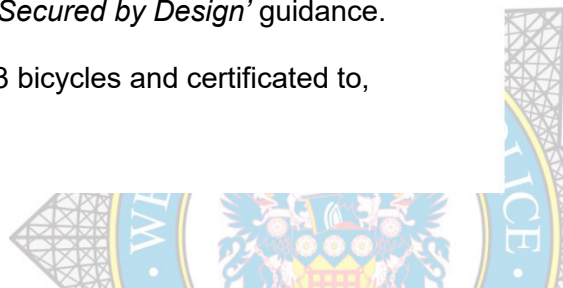 Secured by Design’ guidance.
3 bicycles and certificated to,